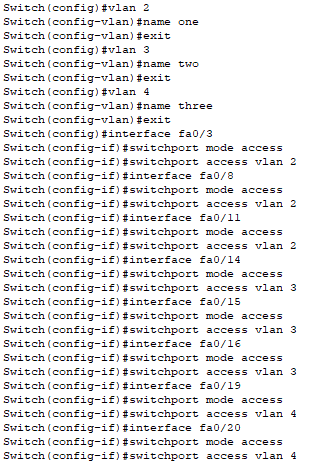 Switch(config)#vlan 2
Switch(config-vlan)#name one
Switch(config-vlan)#exit
Switch(config)#vlan 3
Switch(config-vlan)#name two
Switch(config-vlan)#exit
Switch(config)#vlan 4
Switch(config-vlan)#name three
Switch(config-vlan)#exit
Switch(config)#interface fa0/3
Switch(config-if)#switchport mode access
Switch(config-if)#switchport access vlan 2
Switch(config-if)#interface fa0/8
Switch(config-if)#switchport mode access
Switch(config-if)#switchport access vlan 2
Switch(config-if)#interface fa0/11
Switch(config-if)#switchport mode access
Switch(config-if)#switchport access vlan 2
Switch(config-if)#interface fa0/14
Switch(config-if)#switchport mode access
Switch(config-if)#switchport access vlan 3
Switch(config-if)#interface fa0/15
Switch(config-if)#switchport mode access
Switch(config-if)#switchport access vlan 3
Switch(config-if)#interface fa0/16
Switch(config-if)#switchport mode access
Switch(config-if)#switchport access vlan 3
Switch(config-if)#interface fa0/19
Switch(config-if)#switchport mode access
Switch(config-if)#switchport access vlan 4
Switch(config-if)#interface fa0/20
Switch(config-if)#switchport mode access
Switch(config-if)#switchport access vlan 4